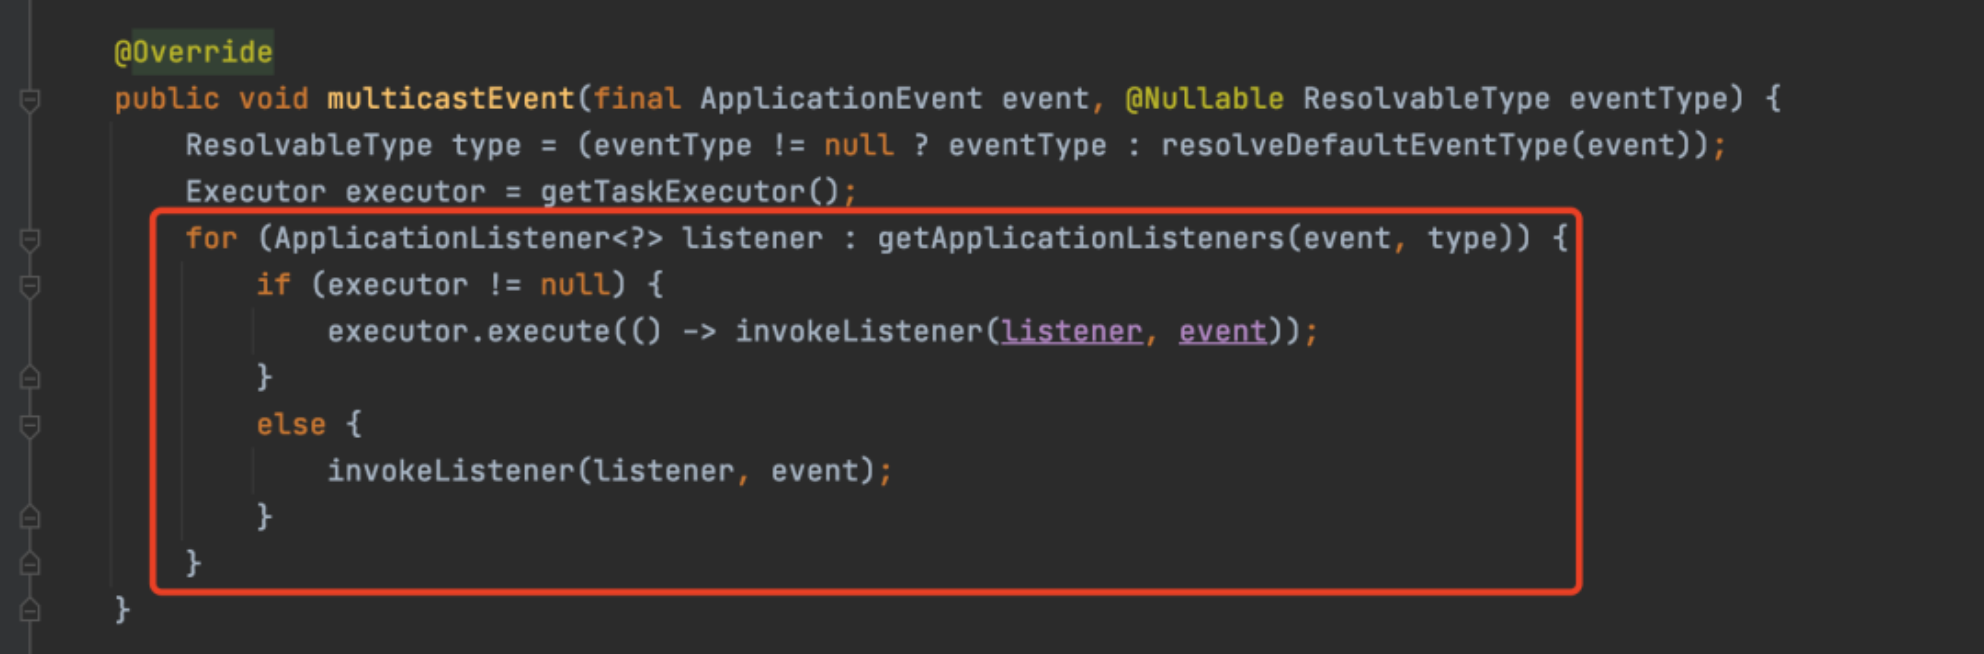 @Override
public void multicastEvent(final ApplicationEvent event, @Nullable ResolvableType eventType) {
ResolvableType type = (eventType != null ? eventType : resolveDefaultEventType(event));
Executor executor = getTaskExecutor();
for (ApplicationListener<?> listener : getApplicationListeners(event, type)) {
if (executor != null) {
executor.execute(() -> invokeListener(listener, event));
}
else {
invokeListener(listener, event);
}
}
}